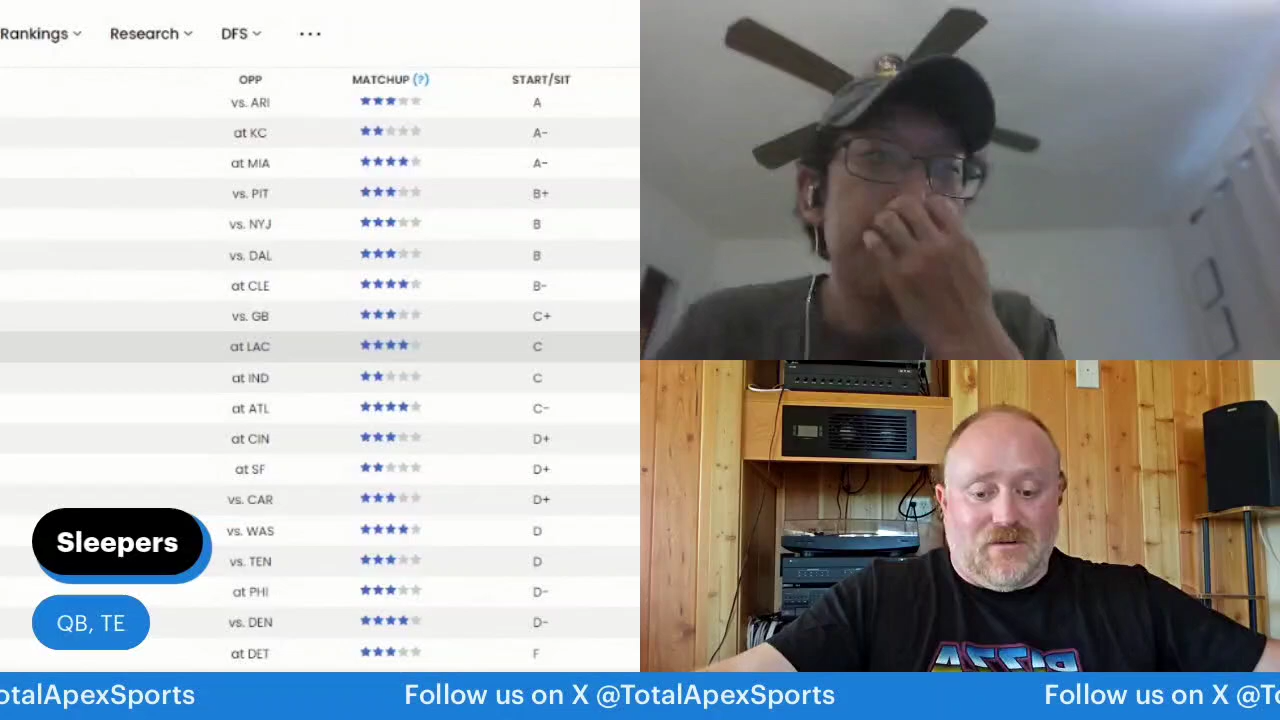 Rankings Research DFS ...
OPP MATCHUP (?) START/SIT
vs. ARI A
at KC A-
at MIA A-
vs. PIT B+
vs. NYJ B
vs. DAL B
at CLE B-
vs. GB C+
at LAC C
at IND C
at ATL C-
at CIN D+
at SF D+
vs. CAR D+
vs. WAS D
vs. TEN D
at PHI D-
vs. DEN D-
at DET F
Sleepers
QB, TE
PIZZA
otalApexSports Follow us on X @TotalApexSports Follow us on X @To